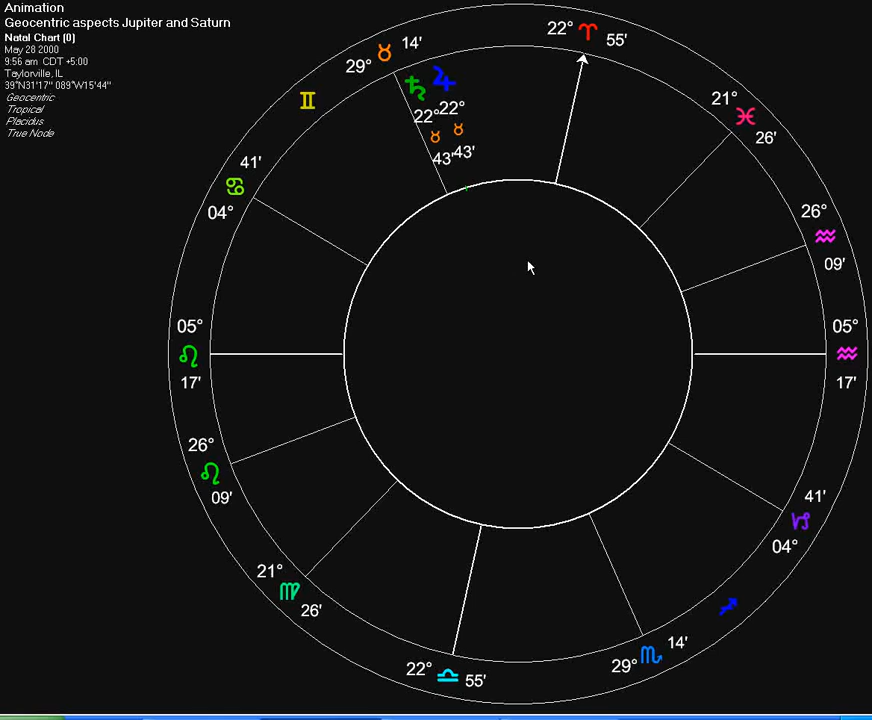 Animation
Geocentric aspects Jupiter and Saturn
Natal Chart (0)
May 28 2000
9:56 am CDT +5:00
Taylorville, IL
39°N31'17" 089°W15'44"
Geocentric
Tropical
Placidus
True Node
22° ♈ 55'
29° ♉ 14'
♊
♄ ♃
22° 22°
♉ ♉
43' 43'
21° ♓ 26'
41' ♋ 04°
26° ♒ 09'
05° ♌ 17'
05° ♒ 17'
26° ♌ 09'
41' ♑ 04°
21° ♍ 26'
♐
29° ♏ 14'
22° ♎ 55'